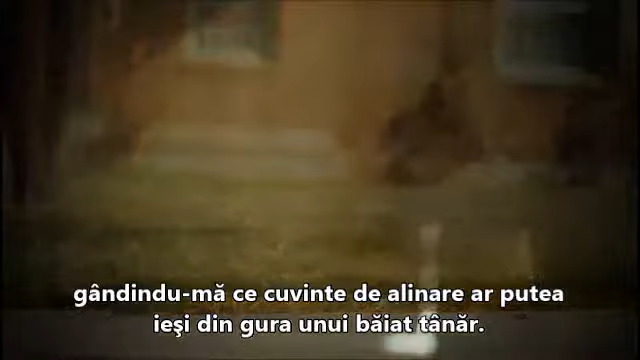 gândindu-mă ce cuvinte de alinare ar putea
ieşi din gura unui băiat tânăr.